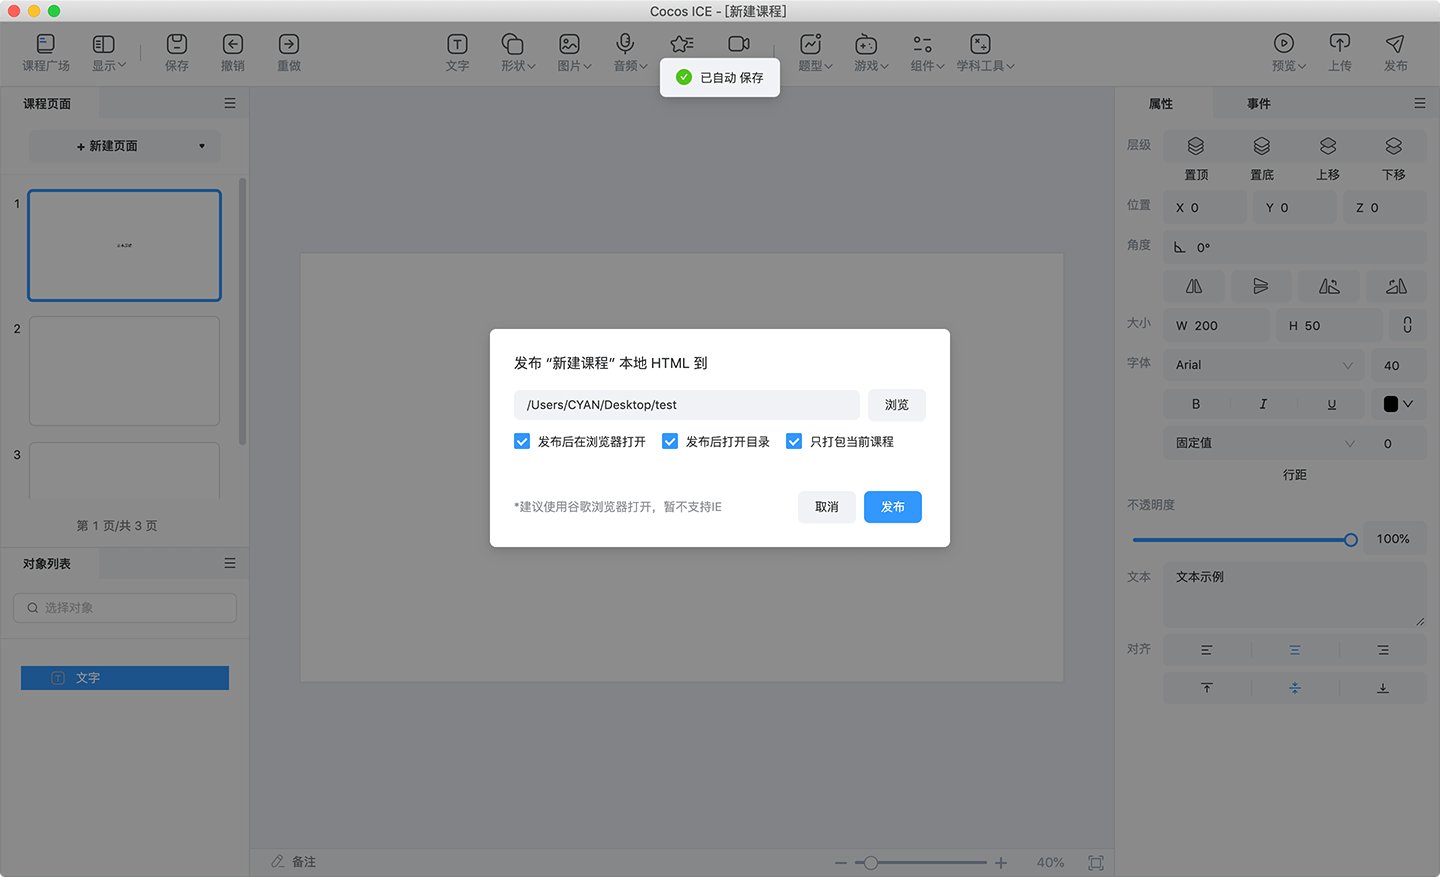 Cocos ICE - [新建课程]
课程广场 显示 保存 撤销 重做 文字 形状 图片 音频 题型 游戏 组件 学科工具 预览 上传 发布
已自动 保存
课程页面
+ 新建页面
1
2
3
第 1 页/共 3 页
对象列表
选择对象
文字
发布 “新建课程” 本地 HTML 到
/Users/CYAN/Desktop/test 浏览
发布后在浏览器打开 发布后打开目录 只打包当前课程
*建议使用谷歌浏览器打开，暂不支持IE 取消 发布
备注 40%
属性 事件
层级
置顶 置底 上移 下移
位置 X 0 Y 0 Z 0
角度 0°
大小 W 200 H 50
字体 Arial 40
B I U
固定值 0
行距
不透明度
100%
文本 文本示例
对齐